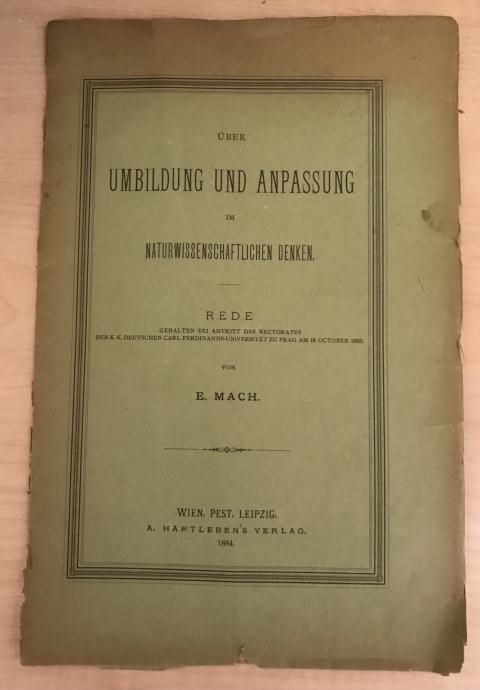 ÜBER
UMBILDUNG UND ANPASSUNG
IM
NATURWISSENSCHAFTLICHEN DENKEN.
REDE
GEHALTEN BEI ANTRITT DES RECTORATES
DER K. K. DEUTSCHEN CARL FERDINANDS-UNIVERSITÄT ZU PRAG AM 18. OCTOBER 1883.
VON
E. MACH.
WIEN. PEST. LEIPZIG.
A. HARTLEBEN'S VERLAG.
1884.